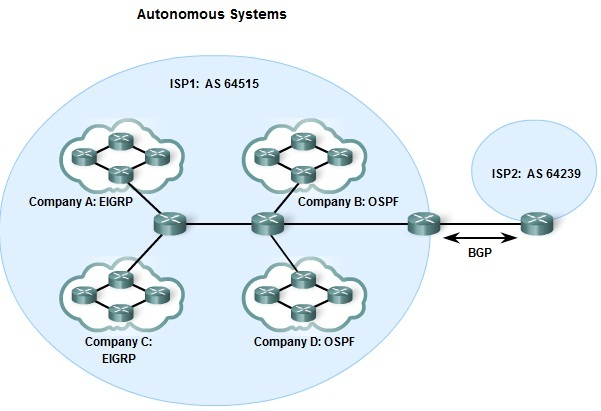 Autonomous Systems
ISP1: AS 64515
ISP2: AS 64239
Company A: EIGRP
Company B: OSPF
BGP
Company C:
EIGRP
Company D: OSPF